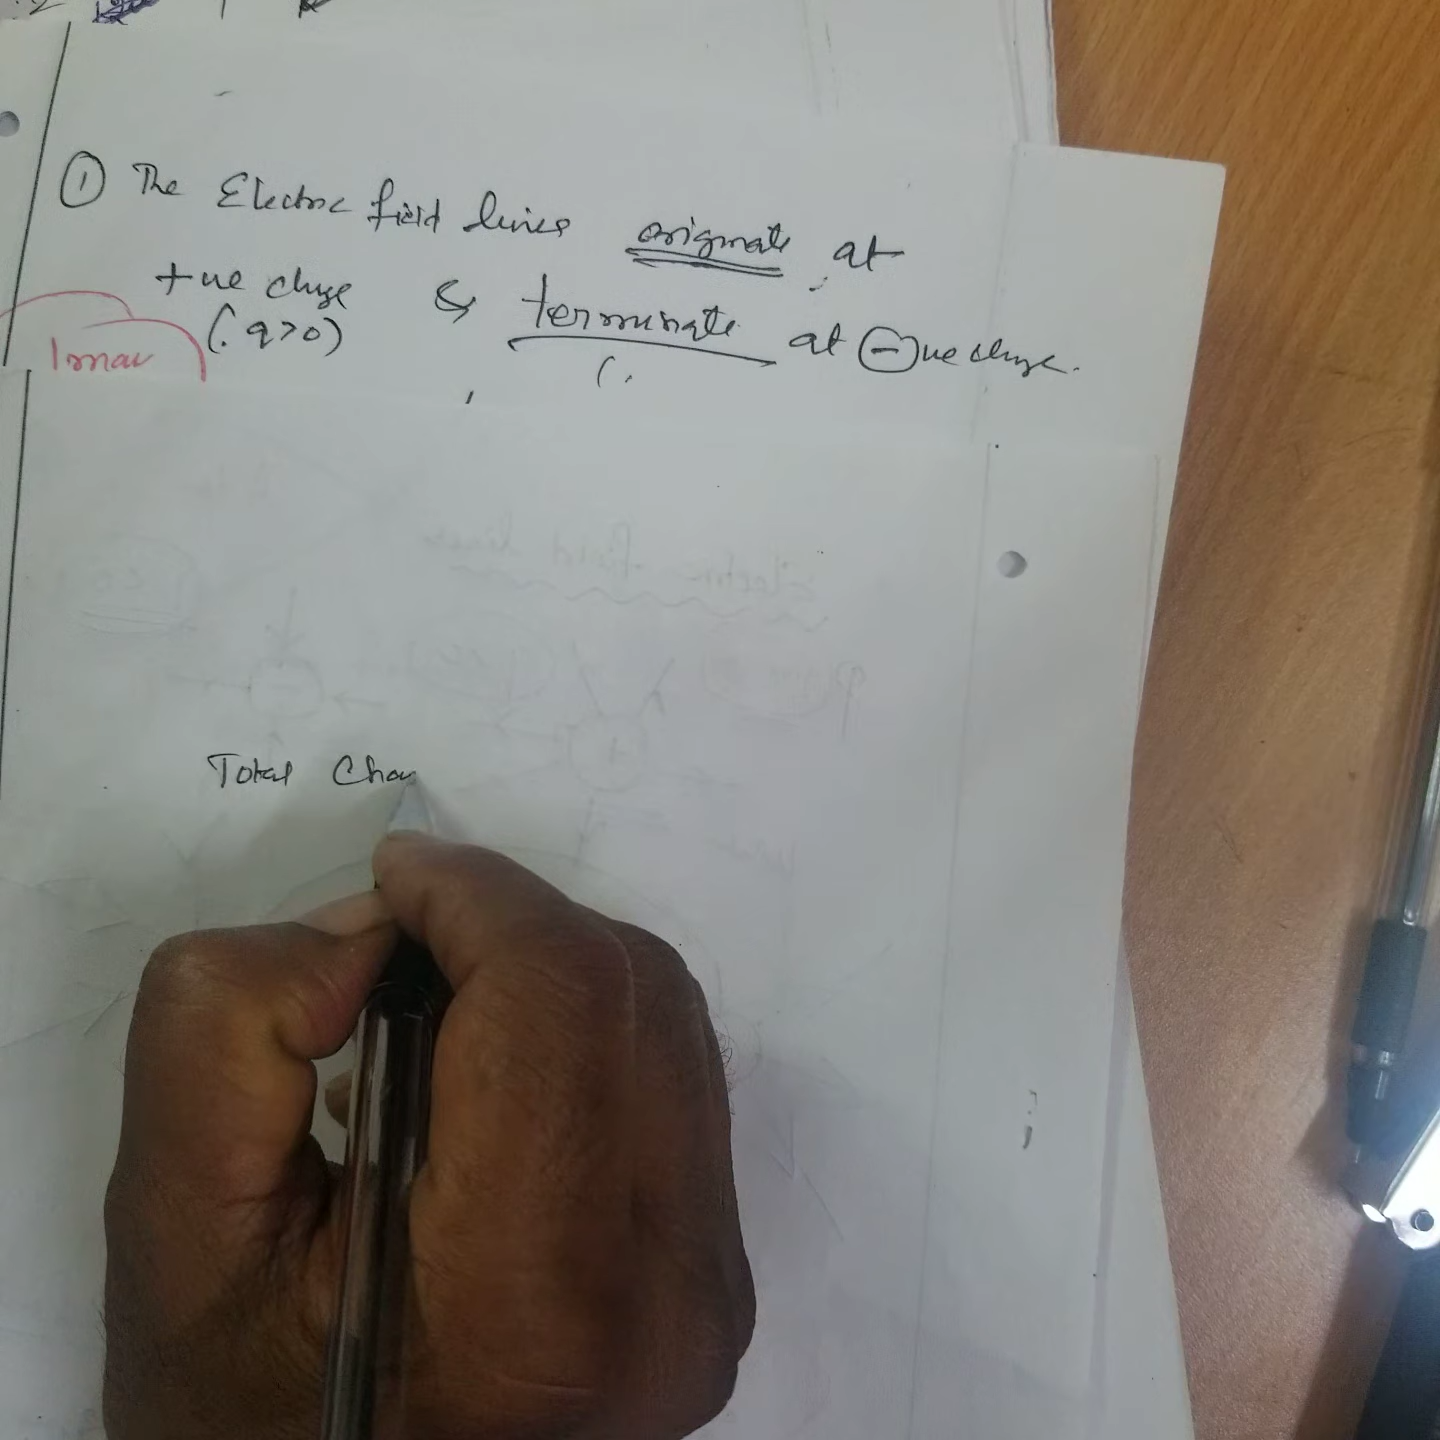 ① The Electric field lines originate at
+ve charge & terminate at (-)ve charge.
(. q>0) (.
Total Char